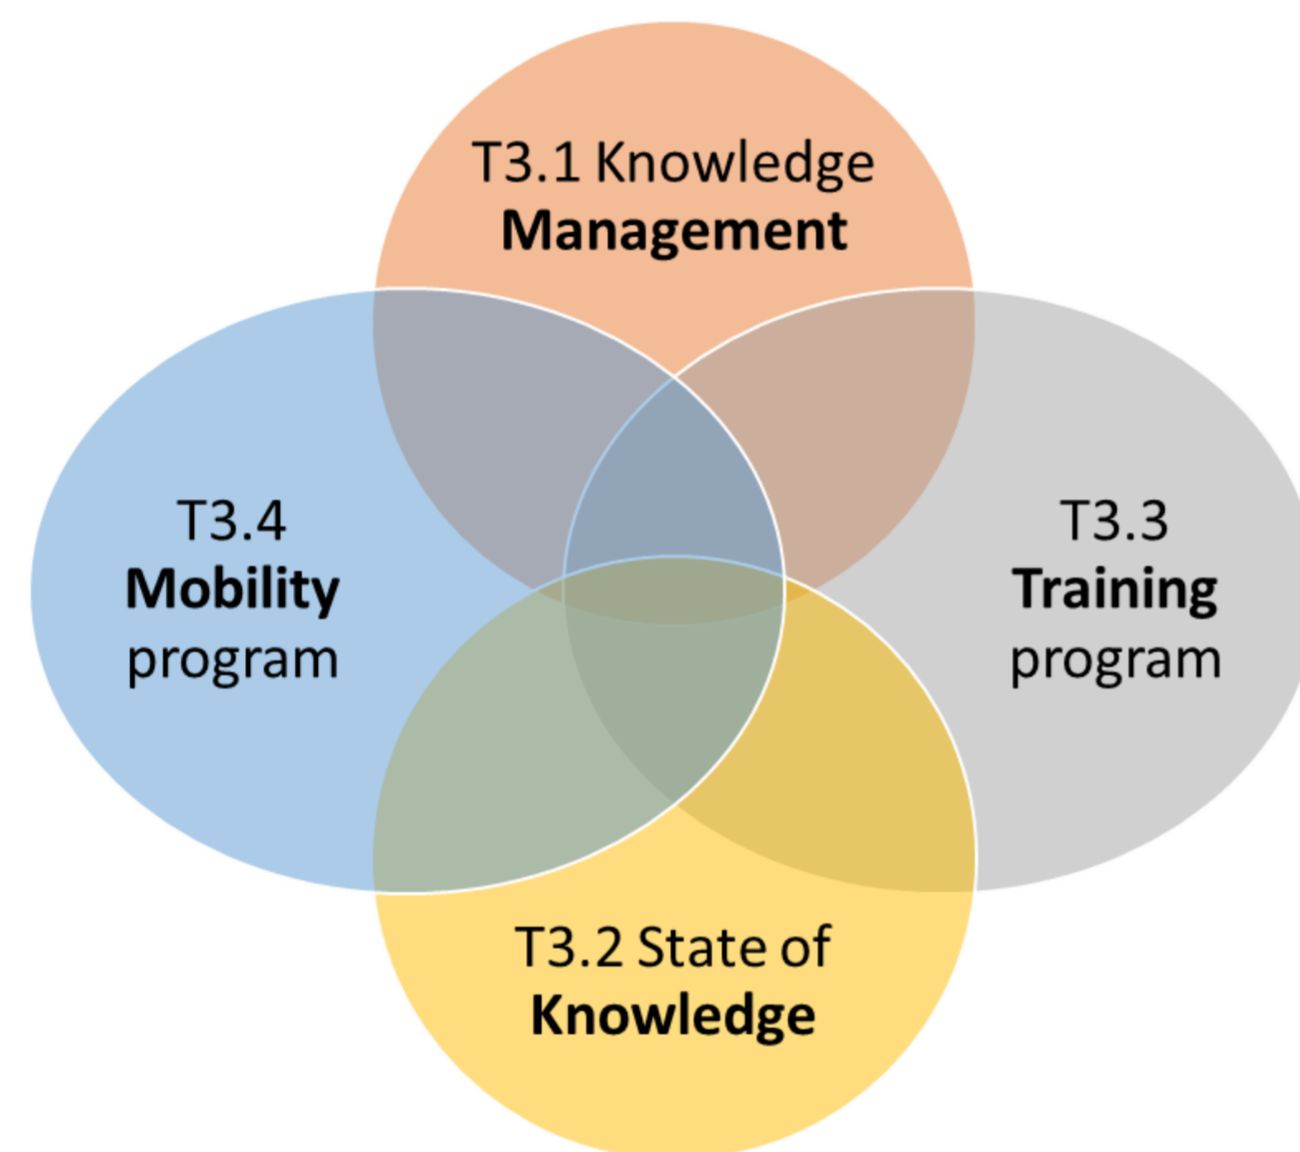 T3.1 Knowledge
Management
T3.4
Mobility
program
T3.3
Training
program
T3.2 State of
Knowledge